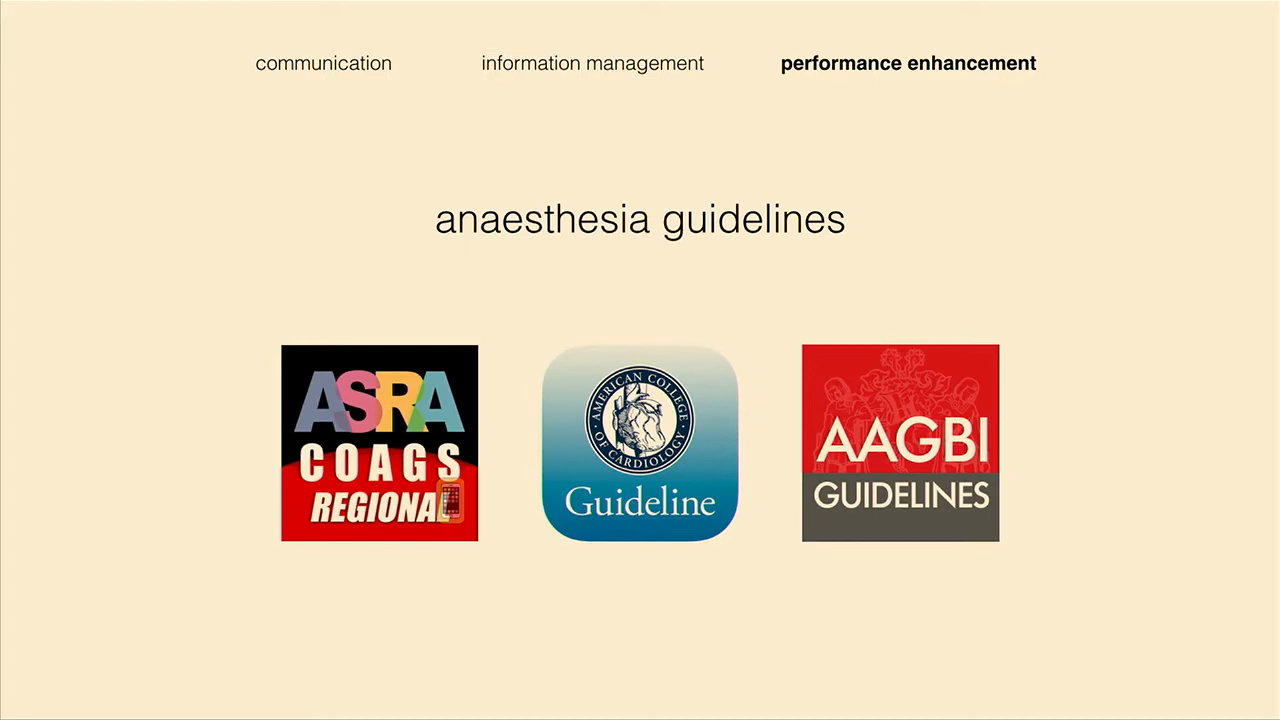 communication information management performance enhancement
anaesthesia guidelines
ASRA
COAGS
REGIONAL
AMERICAN COLLEGE OF CARDIOLOGY
Guideline
AAGBI
GUIDELINES